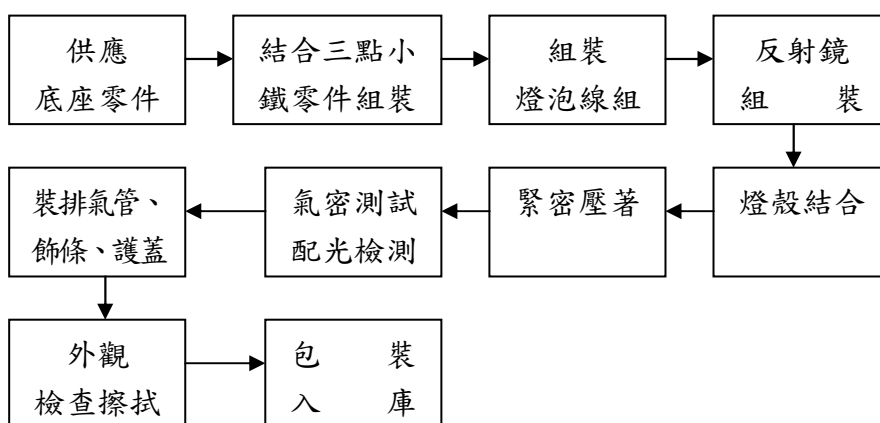 供應
底座零件
結合三點小
鐵零件組裝
組裝
燈泡線組
反射鏡
組裝
燈殼結合
緊密壓著
氣密測試
配光檢測
裝排氣管、
飾條、護蓋
外觀
檢查擦拭
包裝
入庫